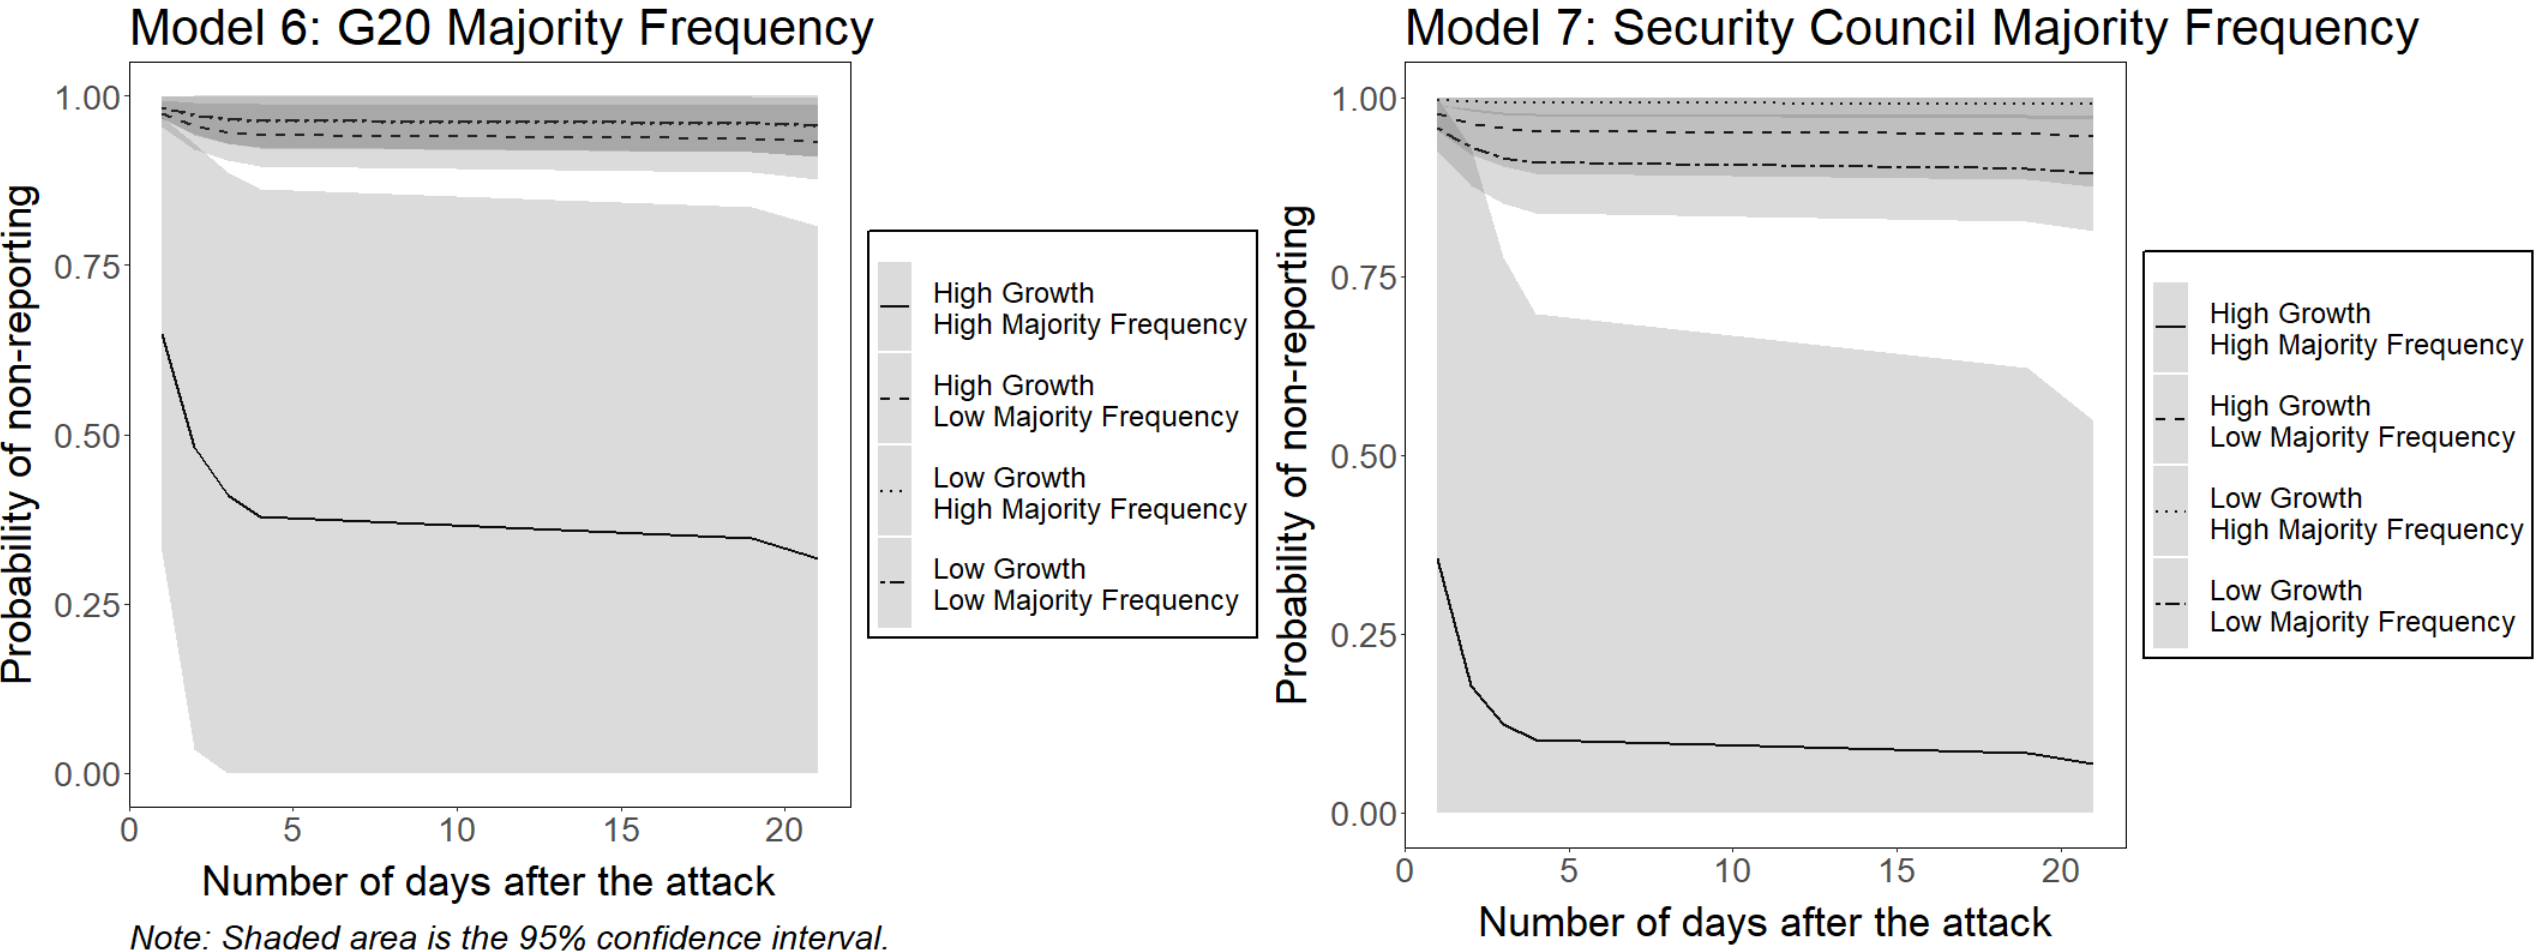 Model 6: G20 Majority Frequency
Probability of non-reporting
1.00
0.75
0.50
0.25
0.00
0
5
10
15
20
Number of days after the attack
Note: Shaded area is the 95% confidence interval.
High Growth
High Majority Frequency
High Growth
Low Majority Frequency
Low Growth
High Majority Frequency
Low Growth
Low Majority Frequency
Model 7: Security Council Majority Frequency
Probability of non-reporting
1.00
0.75
0.50
0.25
0.00
0
5
10
15
20
Number of days after the attack
High Growth
High Majority Frequency
High Growth
Low Majority Frequency
Low Growth
High Majority Frequency
Low Growth
Low Majority Frequency